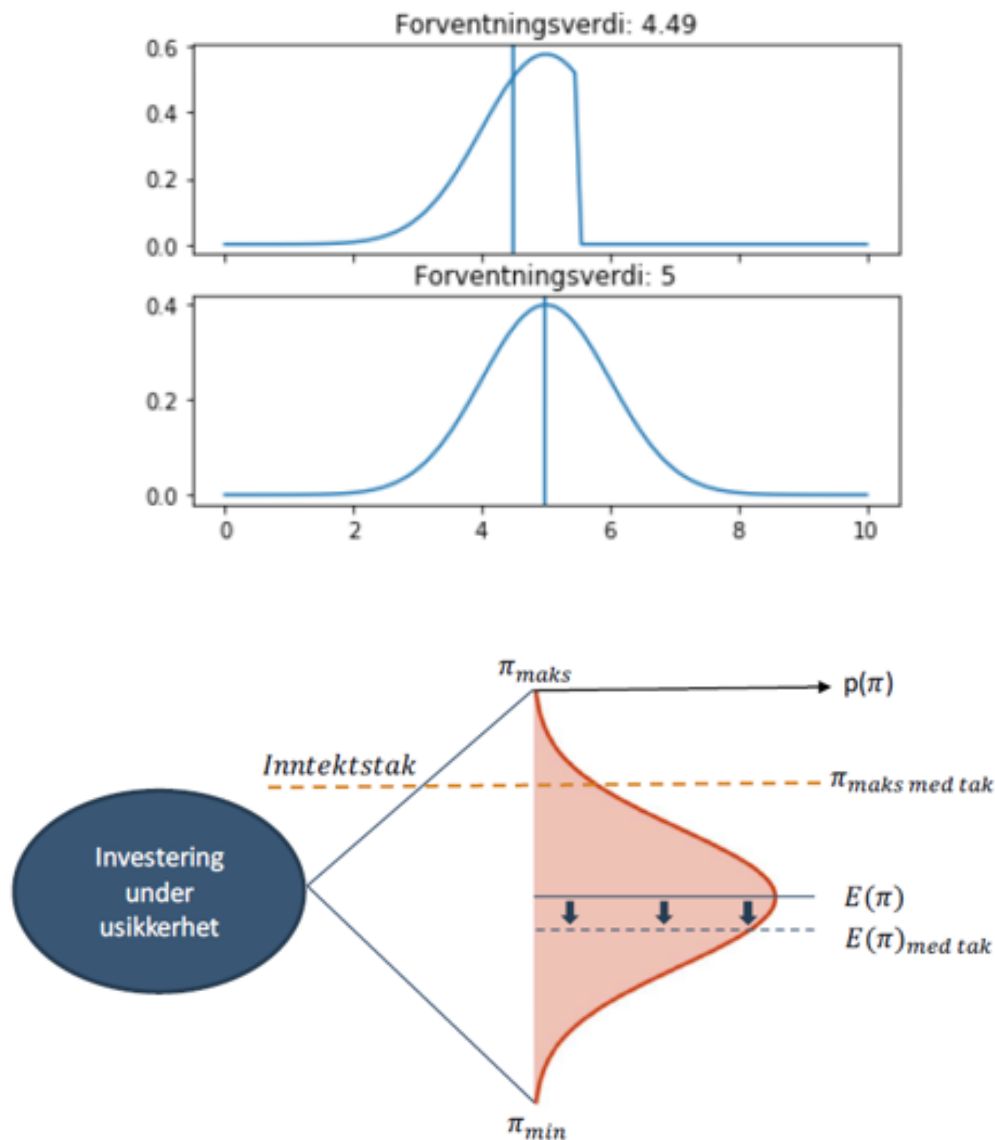 Forventningsverdi: 4.49
0.6
0.4
0.2
0.0
Forventningsverdi: 5
0.4
0.2
0.0
0 2 4 6 8 10
π_maks
p(π)
Inntektstak
π_maks med tak
Investering
under
usikkerhet
E(π)
E(π)_med tak
π_min